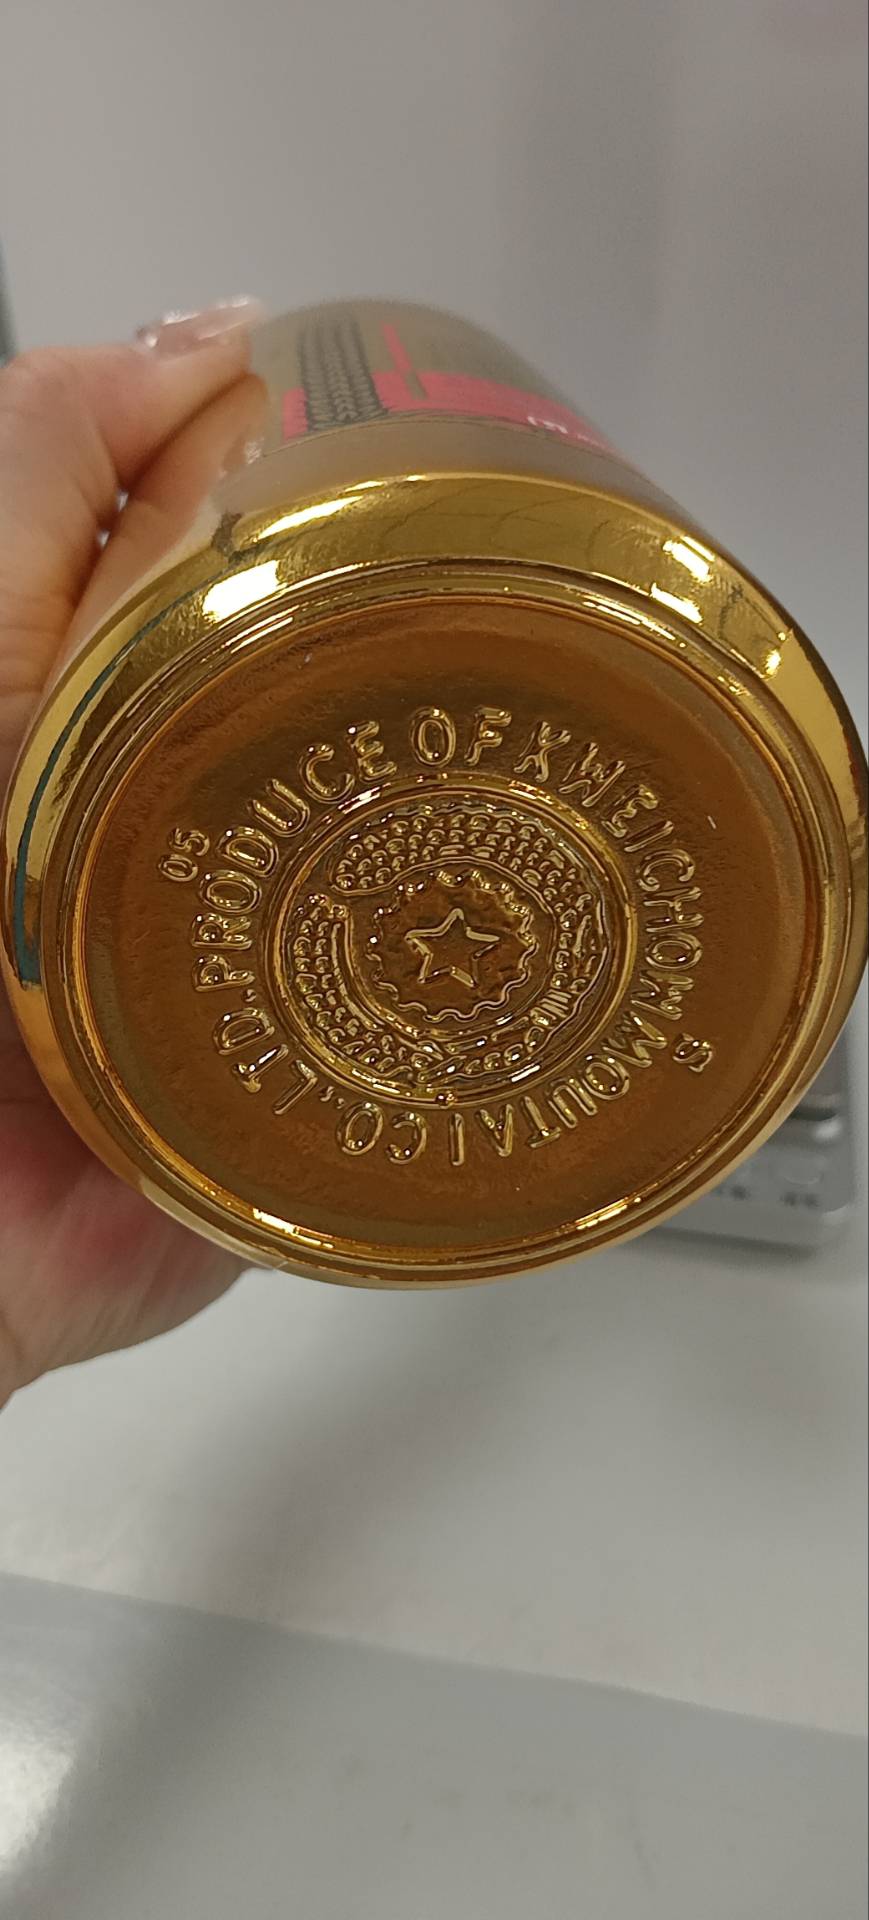 PRODUCE OF KWEICHOW MOUTAI CO., LTD.
05
S